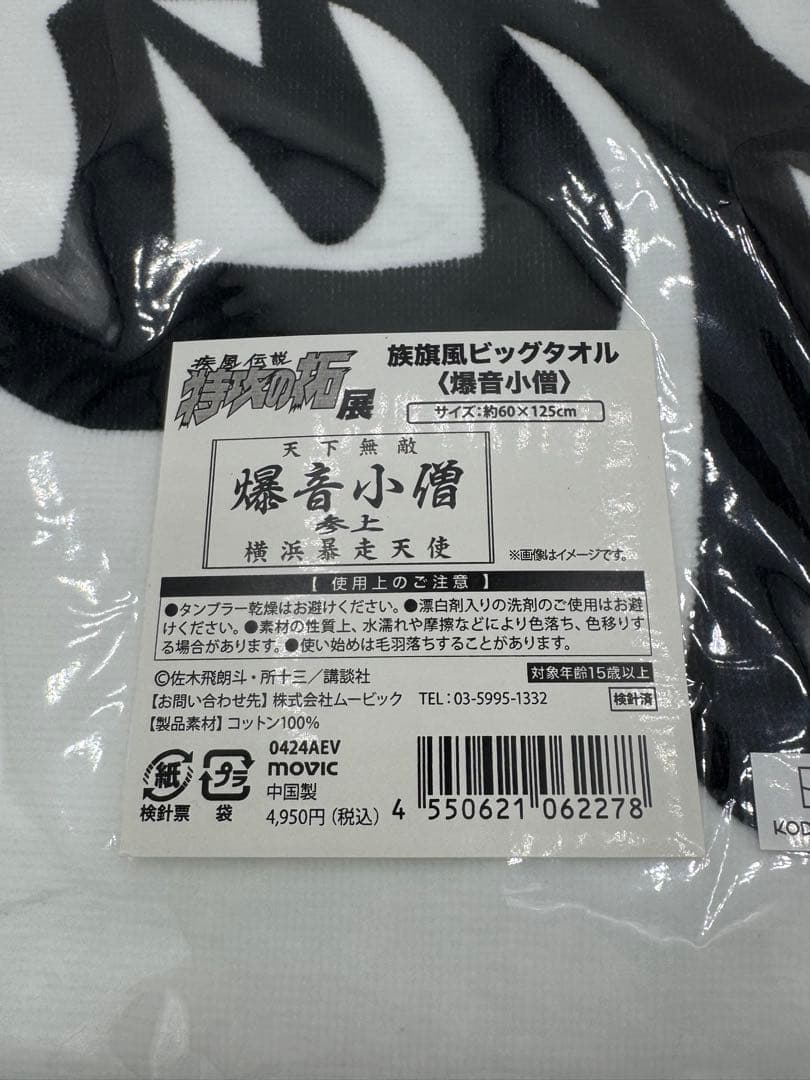 疾風伝説
特攻の拓
展
族旗風ビッグタオル
〈爆音小僧〉
サイズ：約60×125cm
天下無敵
爆音小僧
参上
横浜暴走天使
※画像はイメージです。
【 使用上のご注意 】
●タンブラー乾燥はお避けください。●漂白剤入りの洗剤のご使用はお避
けください。●素材の性質上、水濡れや摩擦などにより色落ち、色移りす
る場合があります。●使い始めは毛羽落ちすることがあります。
©佐木飛朗斗・所十三／講談社
対象年齢15歳以上
【お問い合わせ先】株式会社ムービック TEL：03-5995-1332
検針済
【製品素材】コットン100%
紙
検針票
プラ
袋
0424AEV
movic
中国製
4,950円（税込）
4 550621 062278